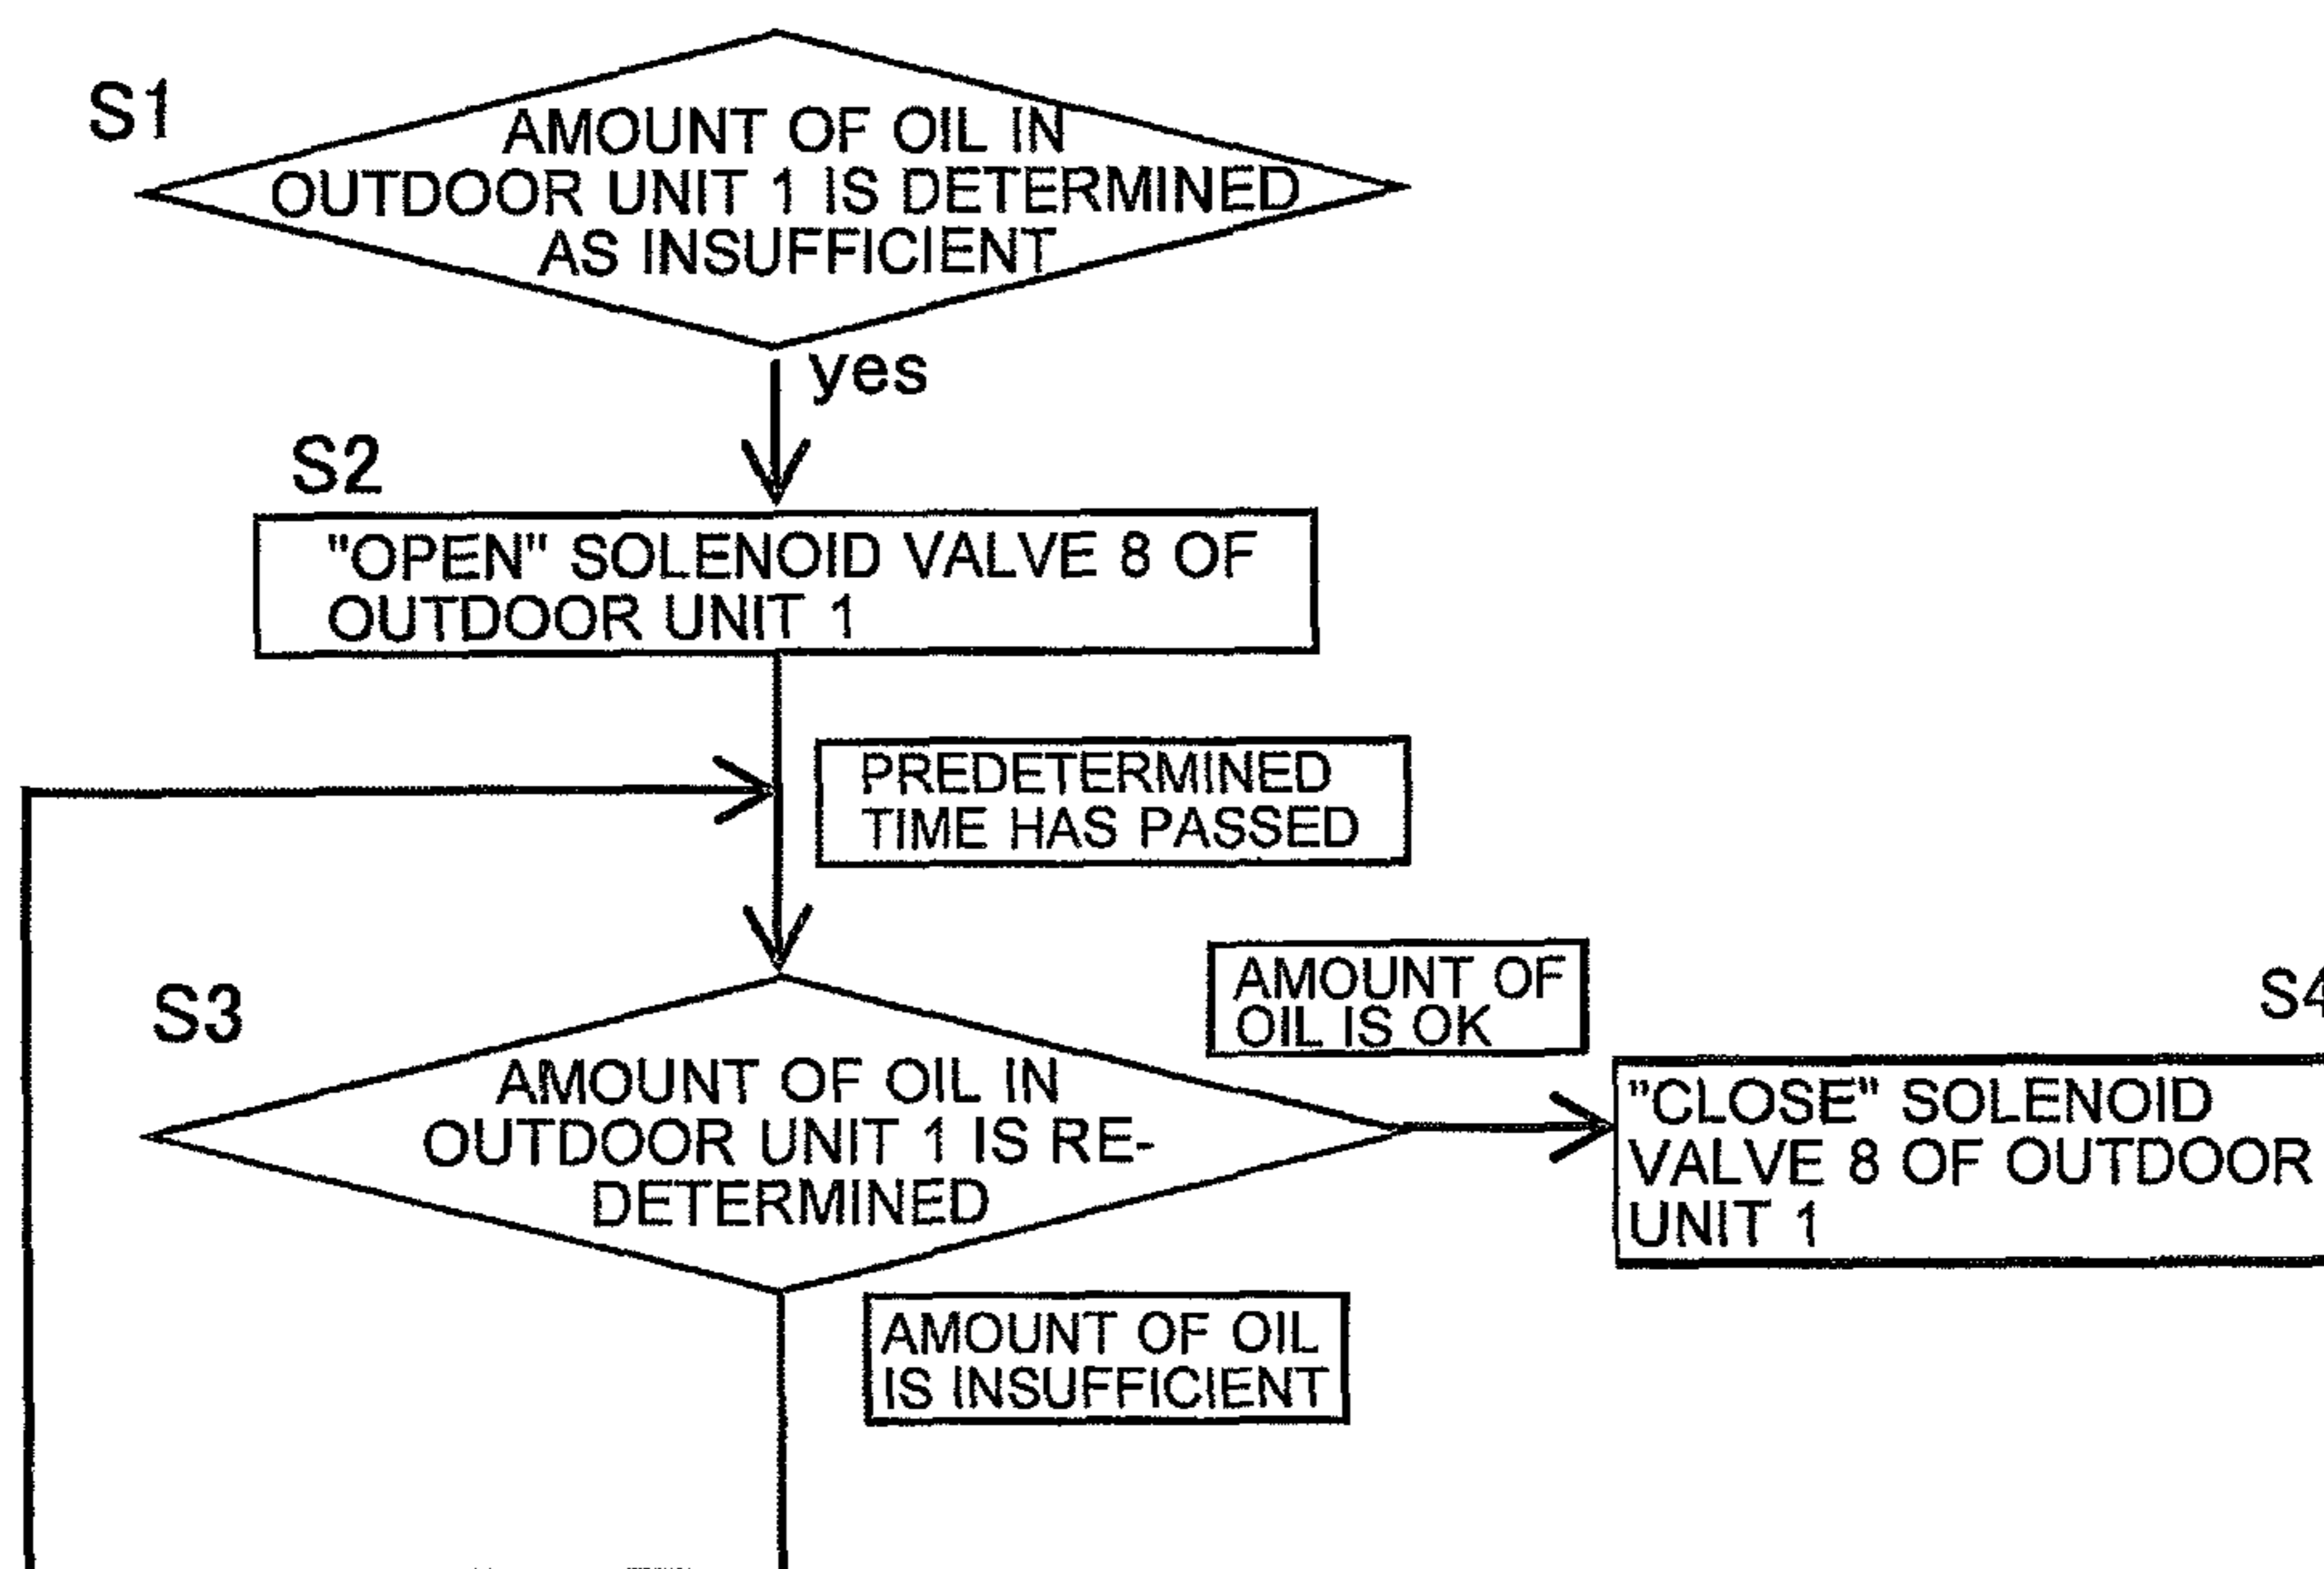 S1
AMOUNT OF OIL IN
OUTDOOR UNIT 1 IS DETERMINED
AS INSUFFICIENT
yes
S2
"OPEN" SOLENOID VALVE 8 OF
OUTDOOR UNIT 1
PREDETERMINED
TIME HAS PASSED
S3
AMOUNT OF OIL IN
OUTDOOR UNIT 1 IS RE-
DETERMINED
AMOUNT OF
OIL IS OK
S4
"CLOSE" SOLENOID
VALVE 8 OF OUTDOOR
UNIT 1
AMOUNT OF OIL
IS INSUFFICIENT